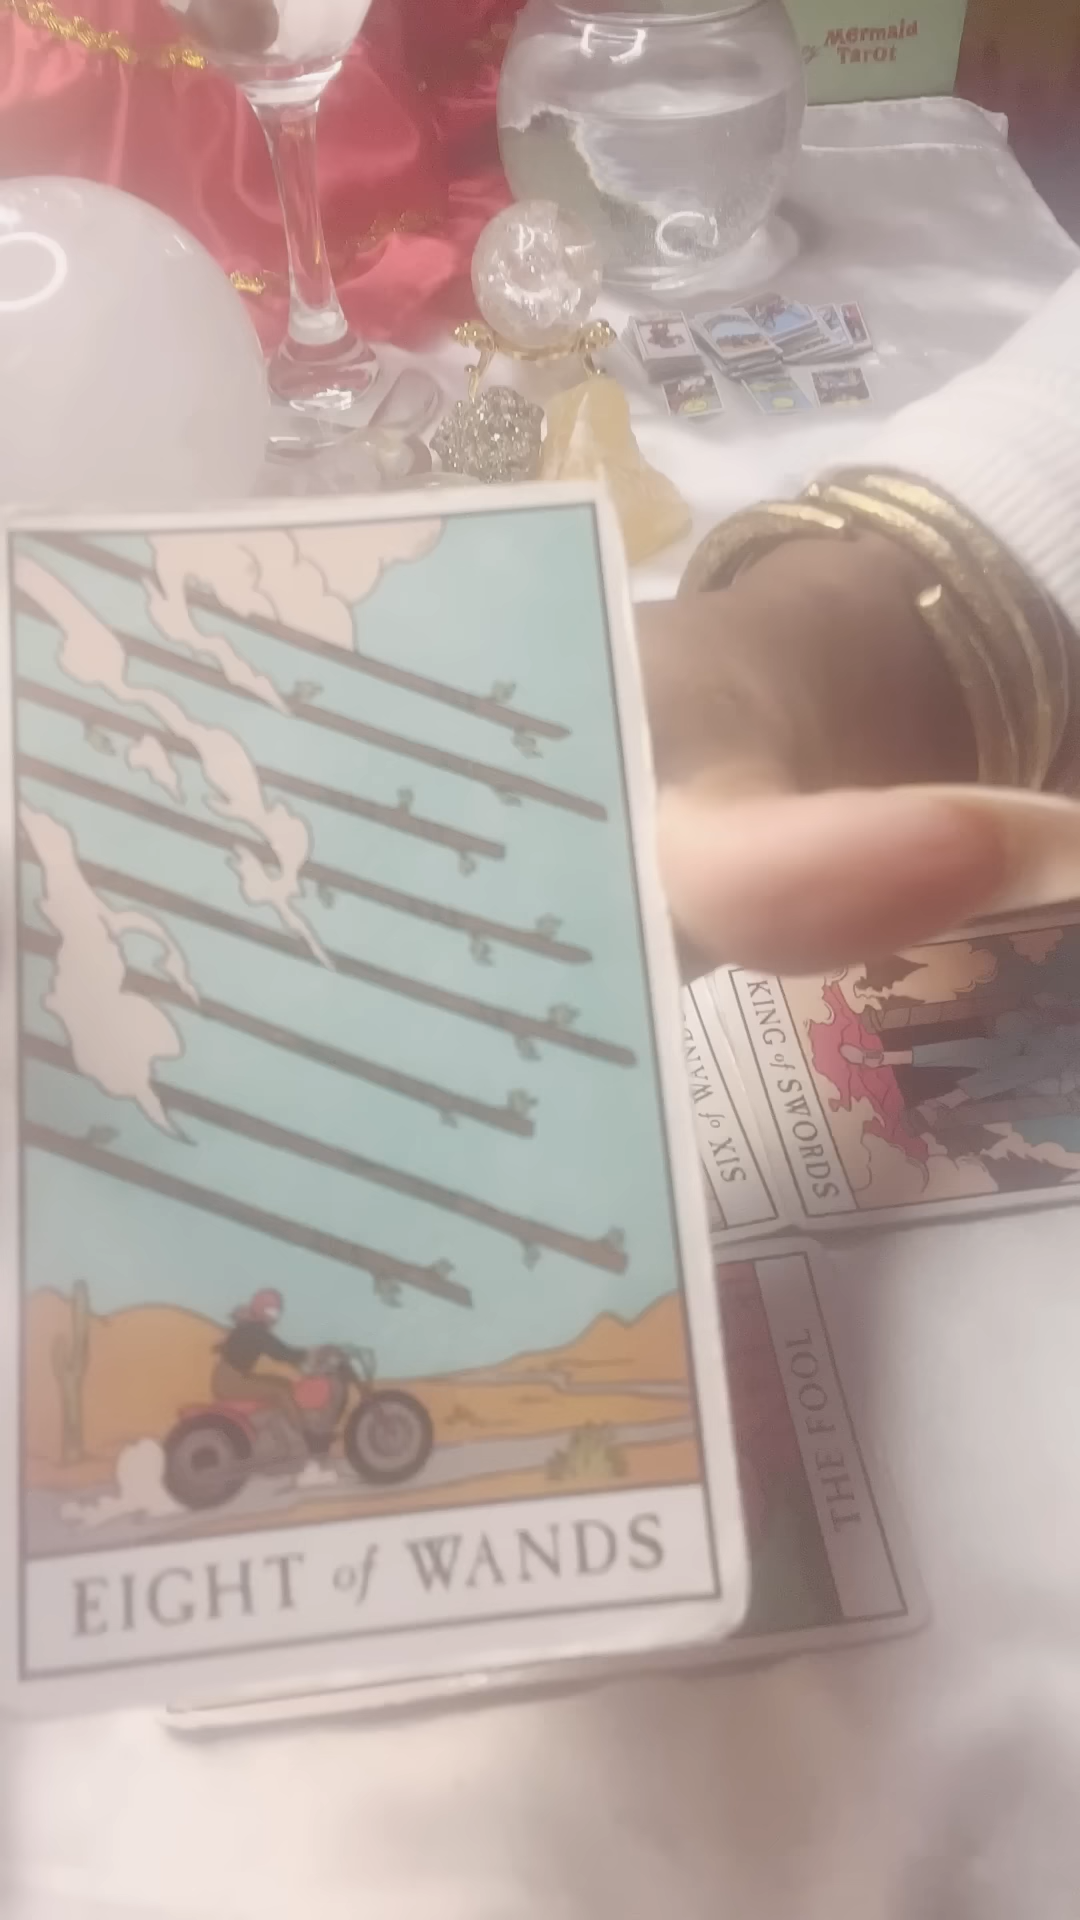 Mermaid
Tarot
KING of SWORDS
SIX of WANDS
THE FOOL
EIGHT of WANDS